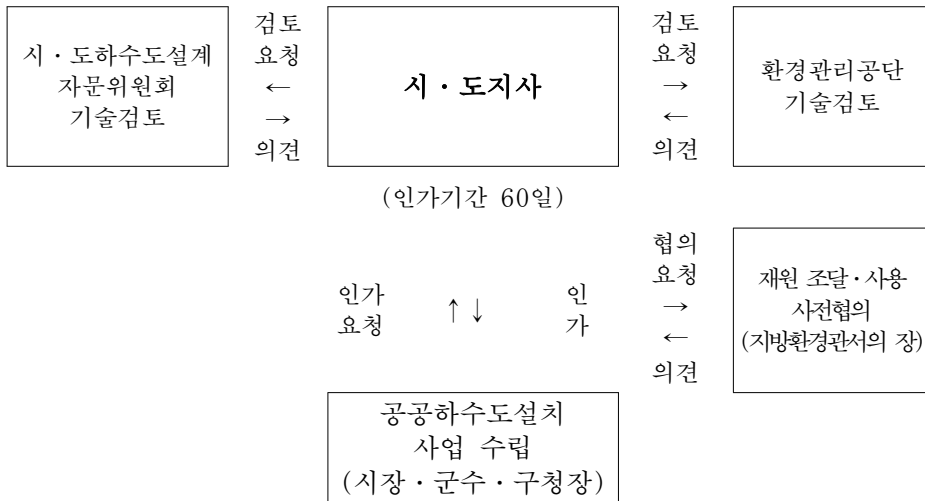 시・도하수도설계
자문위원회
기술검토
검토
요청
←
→
의견
시・도지사
검토
요청
→
←
의견
환경관리공단
기술검토
(인가기간 60일)
인가
요청
↑↓
인
가
협의
요청
→
←
의견
재원 조달・사용
사전협의
(지방환경관서의 장)
공공하수도설치
사업 수립
(시장・군수・구청장)